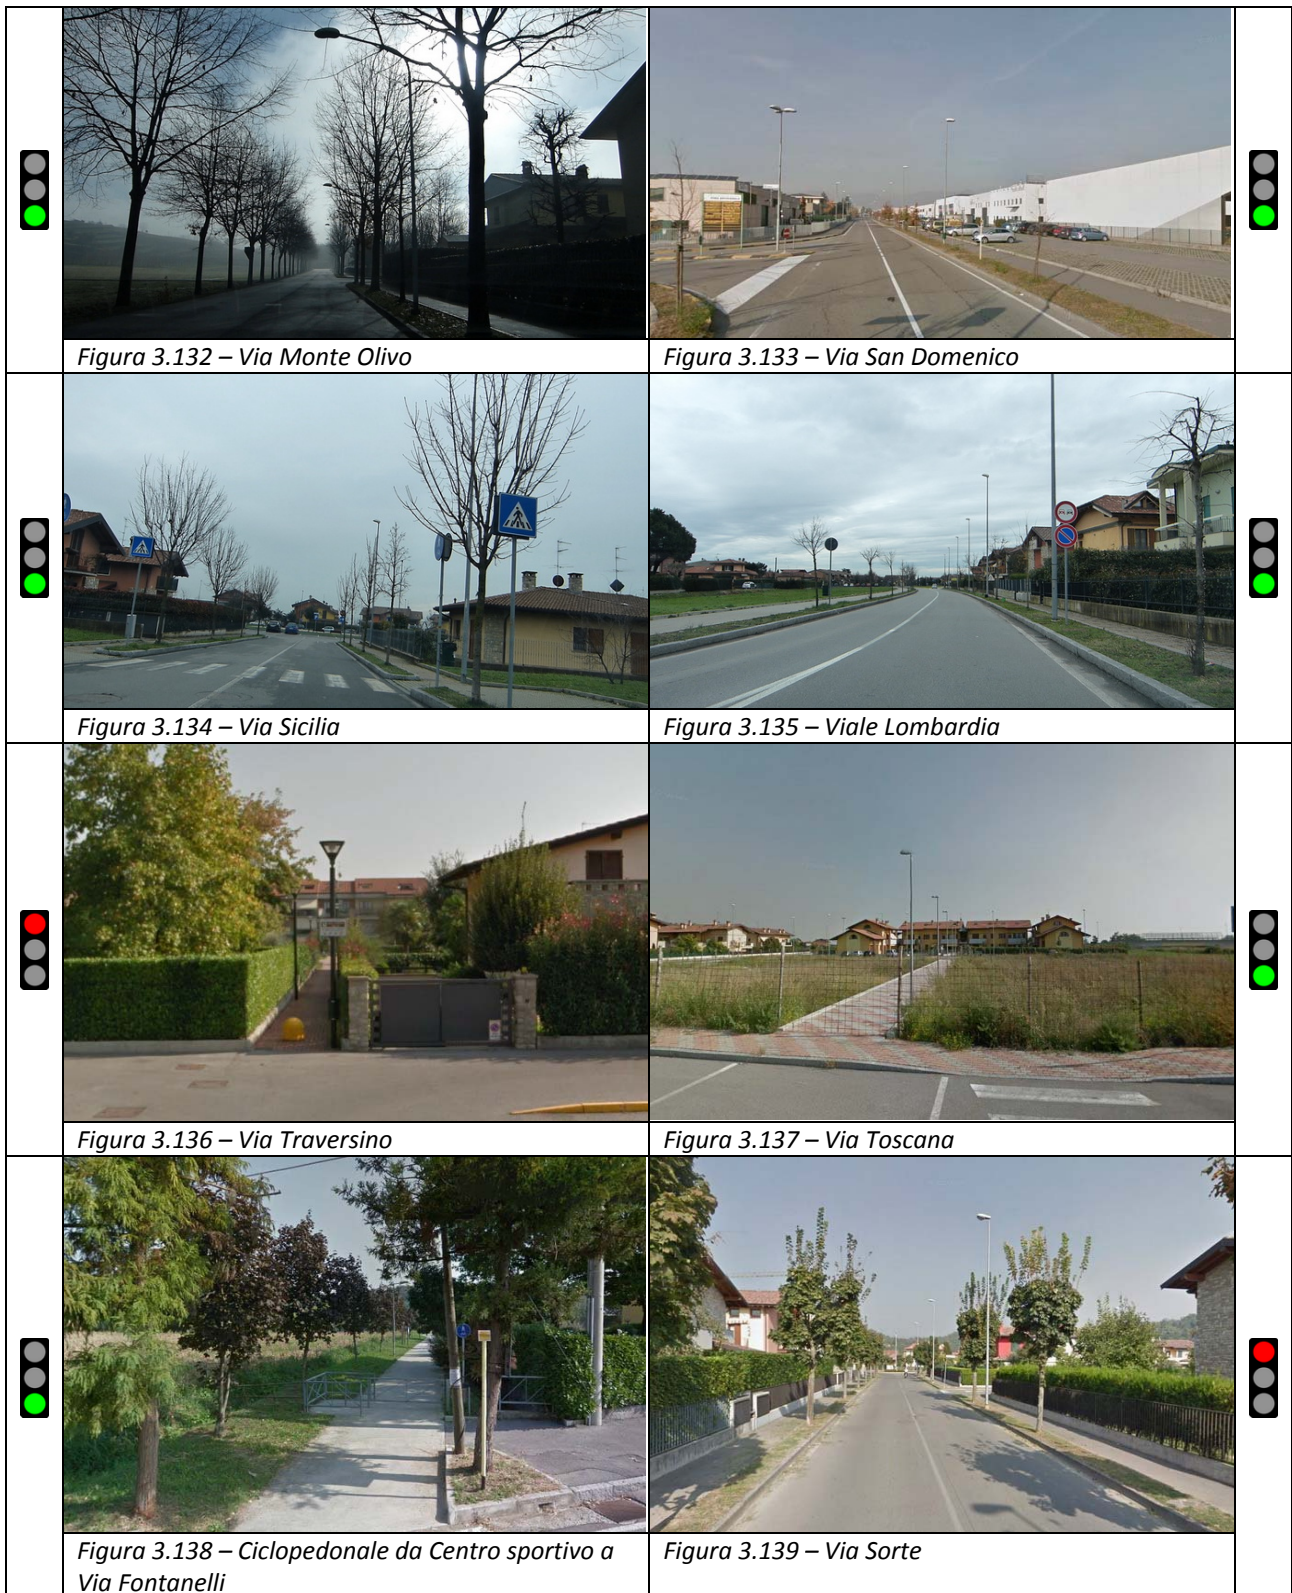 Figura 3.132 – Via Monte Olivo
Figura 3.133 – Via San Domenico
Figura 3.134 – Via Sicilia
Figura 3.135 – Viale Lombardia
Figura 3.136 – Via Traversino
Figura 3.137 – Via Toscana
Figura 3.138 – Ciclopedonale da Centro sportivo a
Via Fontanelli
Figura 3.139 – Via Sorte